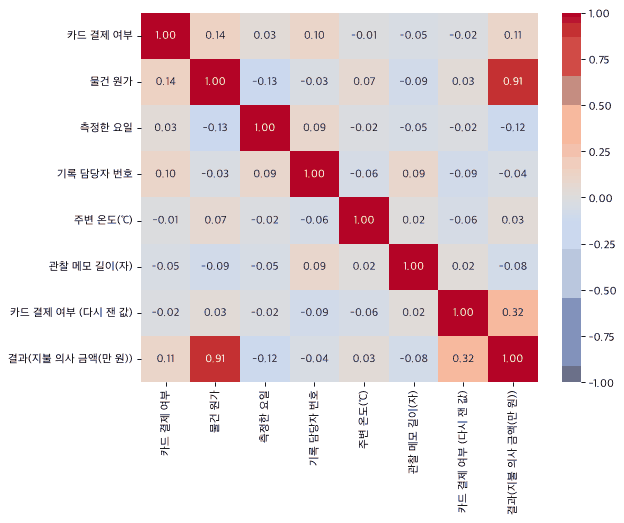 카드 결제 여부 1.00 0.14 0.03 0.10 -0.01 -0.05 -0.02 0.11
물건 원가 0.14 1.00 -0.13 -0.03 0.07 -0.09 0.03 0.91
측정한 요일 0.03 -0.13 1.00 0.09 -0.02 -0.05 -0.02 -0.12
기록 담당자 번호 0.10 -0.03 0.09 1.00 -0.06 0.09 -0.09 -0.04
주변 온도(℃) -0.01 0.07 -0.02 -0.06 1.00 0.02 -0.06 0.03
관찰 메모 길이(자) -0.05 -0.09 -0.05 0.09 0.02 1.00 0.02 -0.08
카드 결제 여부 (다시 잰 값) -0.02 0.03 -0.02 -0.09 -0.06 0.02 1.00 0.32
결과(지불 의사 금액(만 원)) 0.11 0.91 -0.12 -0.04 0.03 -0.08 0.32 1.00
카드 결제 여부
물건 원가
측정한 요일
기록 담당자 번호
주변 온도(℃)
관찰 메모 길이(자)
카드 결제 여부 (다시 잰 값)
결과(지불 의사 금액(만 원))
1.00
0.75
0.50
0.25
0.00
-0.25
-0.50
-0.75
-1.00